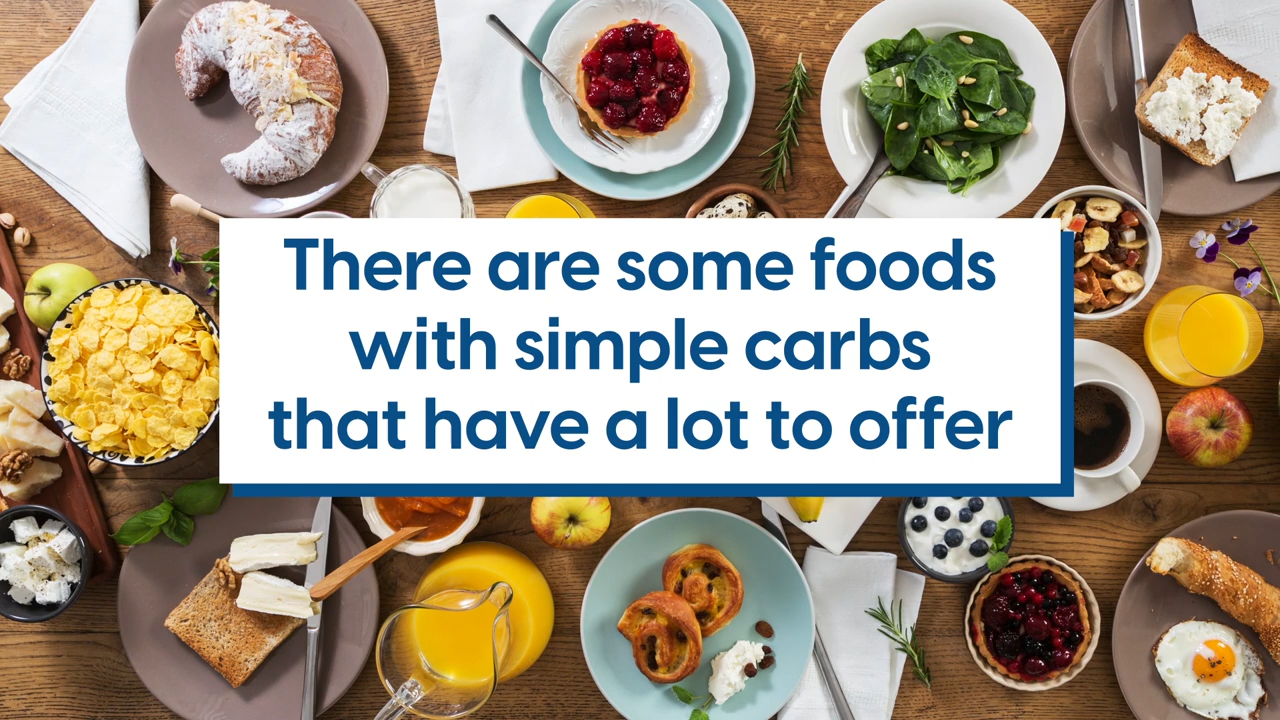 There are some foods
with simple carbs
that have a lot to offer